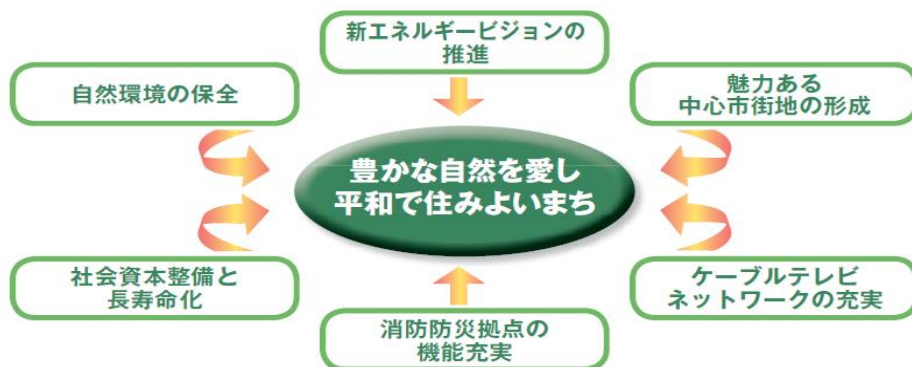 新エネルギービジョンの
推進
自然環境の保全
魅力ある
中心市街地の形成
豊かな自然を愛し
平和で住みよいまち
社会資本整備と
長寿命化
ケーブルテレビ
ネットワークの充実
消防防災拠点の
機能充実